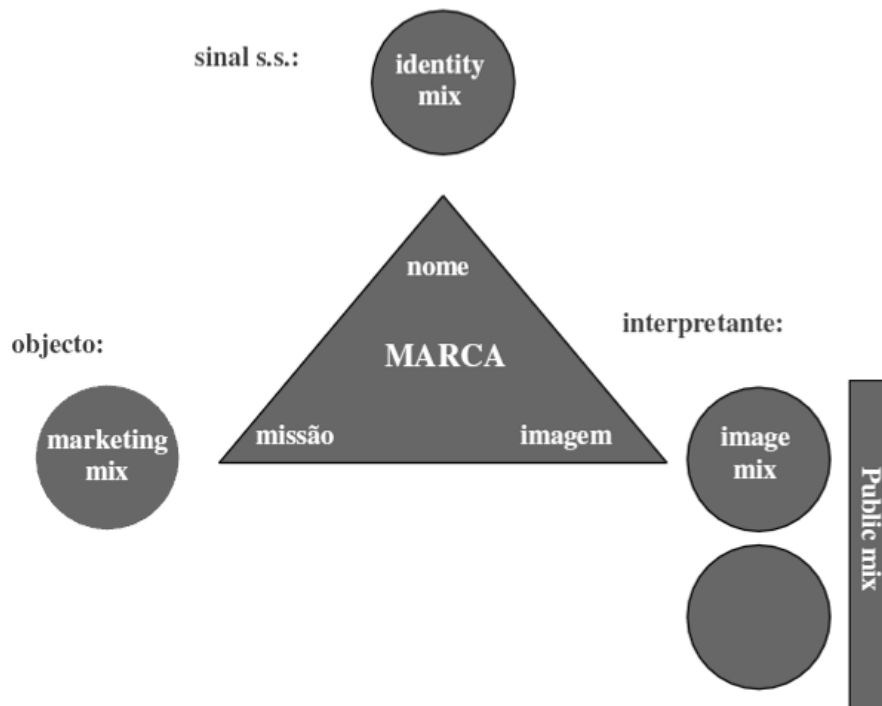 sinal s.s.:
identity
mix
nome
interpretante:
objecto:
MARCA
missão
imagem
marketing
mix
image
mix
Public mix